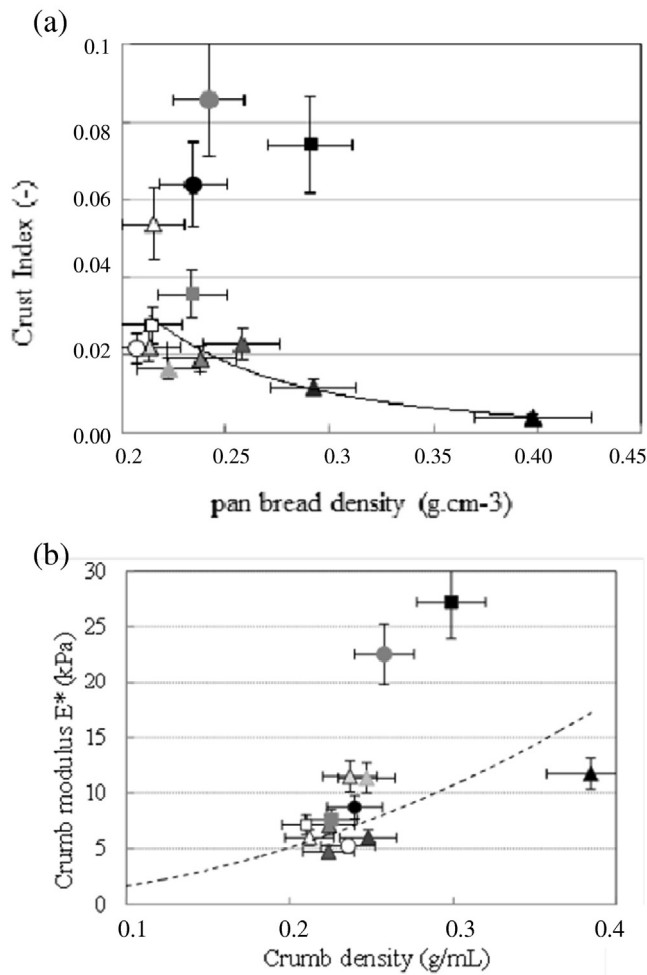 (a)
0.1
0.08
0.06
0.04
0.02
0.00
Crust Index (-)
0.2 0.25 0.3 0.35 0.40 0.45
pan bread density (g.cm-3)
(b)
30
25
20
15
10
5
0
Crumb modulus E* (kPa)
0.1 0.2 0.3 0.4
Crumb density (g/mL)